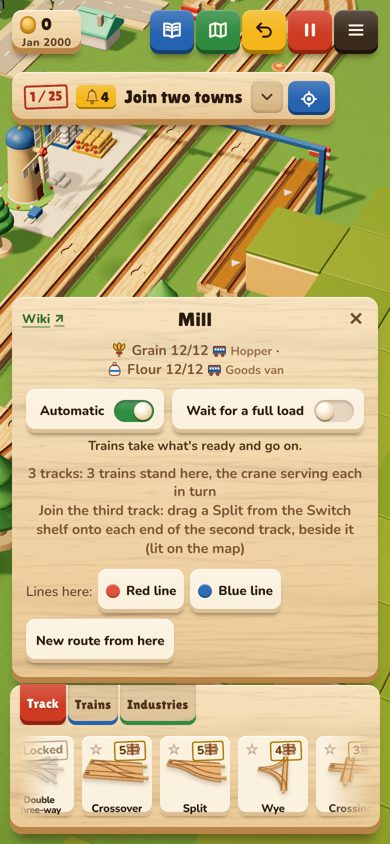 0
Jan 2000
1/25
4
Join two towns
Wiki
Mill
Grain 12/12 Hopper ·
Flour 12/12 Goods van
Automatic
Wait for a full load
Trains take what's ready and go on.
3 tracks: 3 trains stand here, the crane serving each
in turn
Join the third track: drag a Split from the Switch
shelf onto each end of the second track, beside it
(lit on the map)
Lines here:
Red line
Blue line
New route from here
Track
Trains
Industries
Locked
5
5
4
3
Double
three-way
Crossover
Split
Wye
Crossin